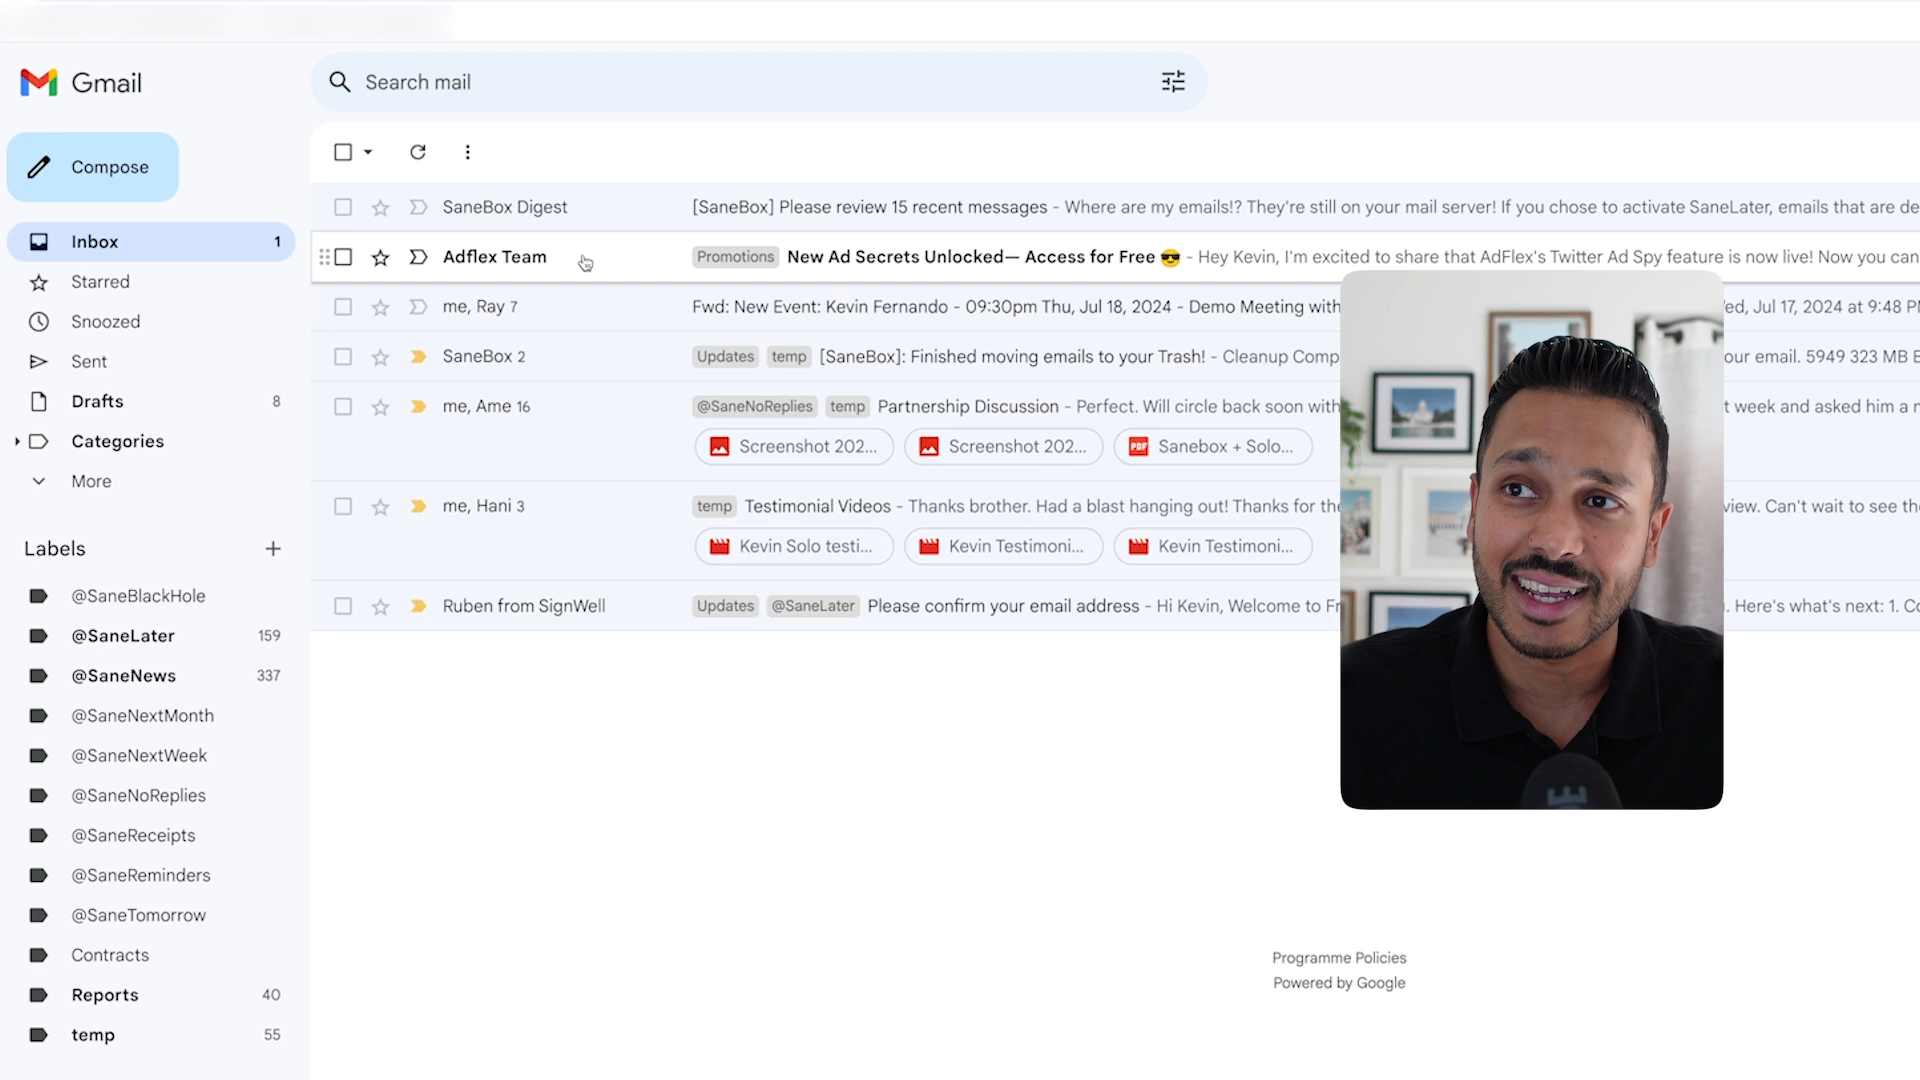 Gmail
Search mail
Compose
Inbox 1
Starred
Snoozed
Sent
Drafts 8
Categories
More
Labels
@SaneBlackHole
@SaneLater 159
@SaneNews 337
@SaneNextMonth
@SaneNextWeek
@SaneNoReplies
@SaneReceipts
@SaneReminders
@SaneTomorrow
Contracts
Reports 40
temp 55
SaneBox Digest [SaneBox] Please review 15 recent messages - Where are my emails!? They're still on your mail server! If you chose to activate SaneLater, emails that are de
Adflex Team Promotions New Ad Secrets Unlocked— Access for Free 😎 - Hey Kevin, I'm excited to share that AdFlex's Twitter Ad Spy feature is now live! Now you can
me, Ray 7 Fwd: New Event: Kevin Fernando - 09:30pm Thu, Jul 18, 2024 - Demo Meeting with ed, Jul 17, 2024 at 9:48 P
SaneBox 2 Updates temp [SaneBox]: Finished moving emails to your Trash! - Cleanup Comp our email. 5949 323 MB E
me, Ame 16 @SaneNoReplies temp Partnership Discussion - Perfect. Will circle back soon with t week and asked him a
Screenshot 202... Screenshot 202... PDF Sanebox + Solo...
me, Hani 3 temp Testimonial Videos - Thanks brother. Had a blast hanging out! Thanks for the view. Can't wait to see the
Kevin Solo testi... Kevin Testimoni... Kevin Testimoni...
Ruben from SignWell Updates @SaneLater Please confirm your email address - Hi Kevin, Welcome to Fr . Here's what's next: 1. Co
Programme Policies
Powered by Google